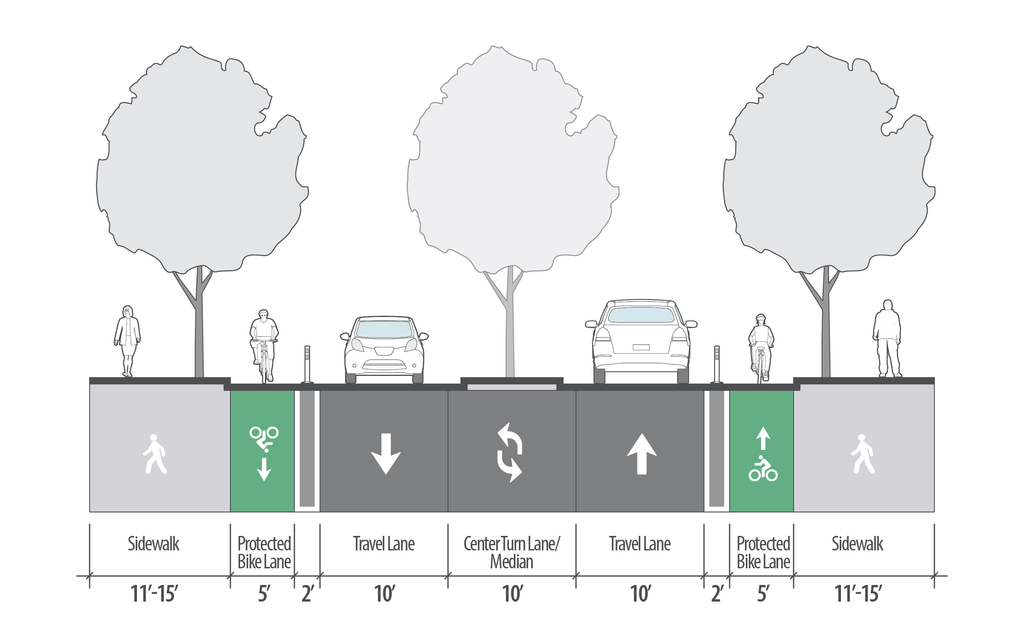 Sidewalk
Protected
Bike Lane
Travel Lane
Center Turn Lane/
Median
Travel Lane
Protected
Bike Lane
Sidewalk
11’-15’
5’
2’
10’
10’
10’
2’
5’
11’-15’